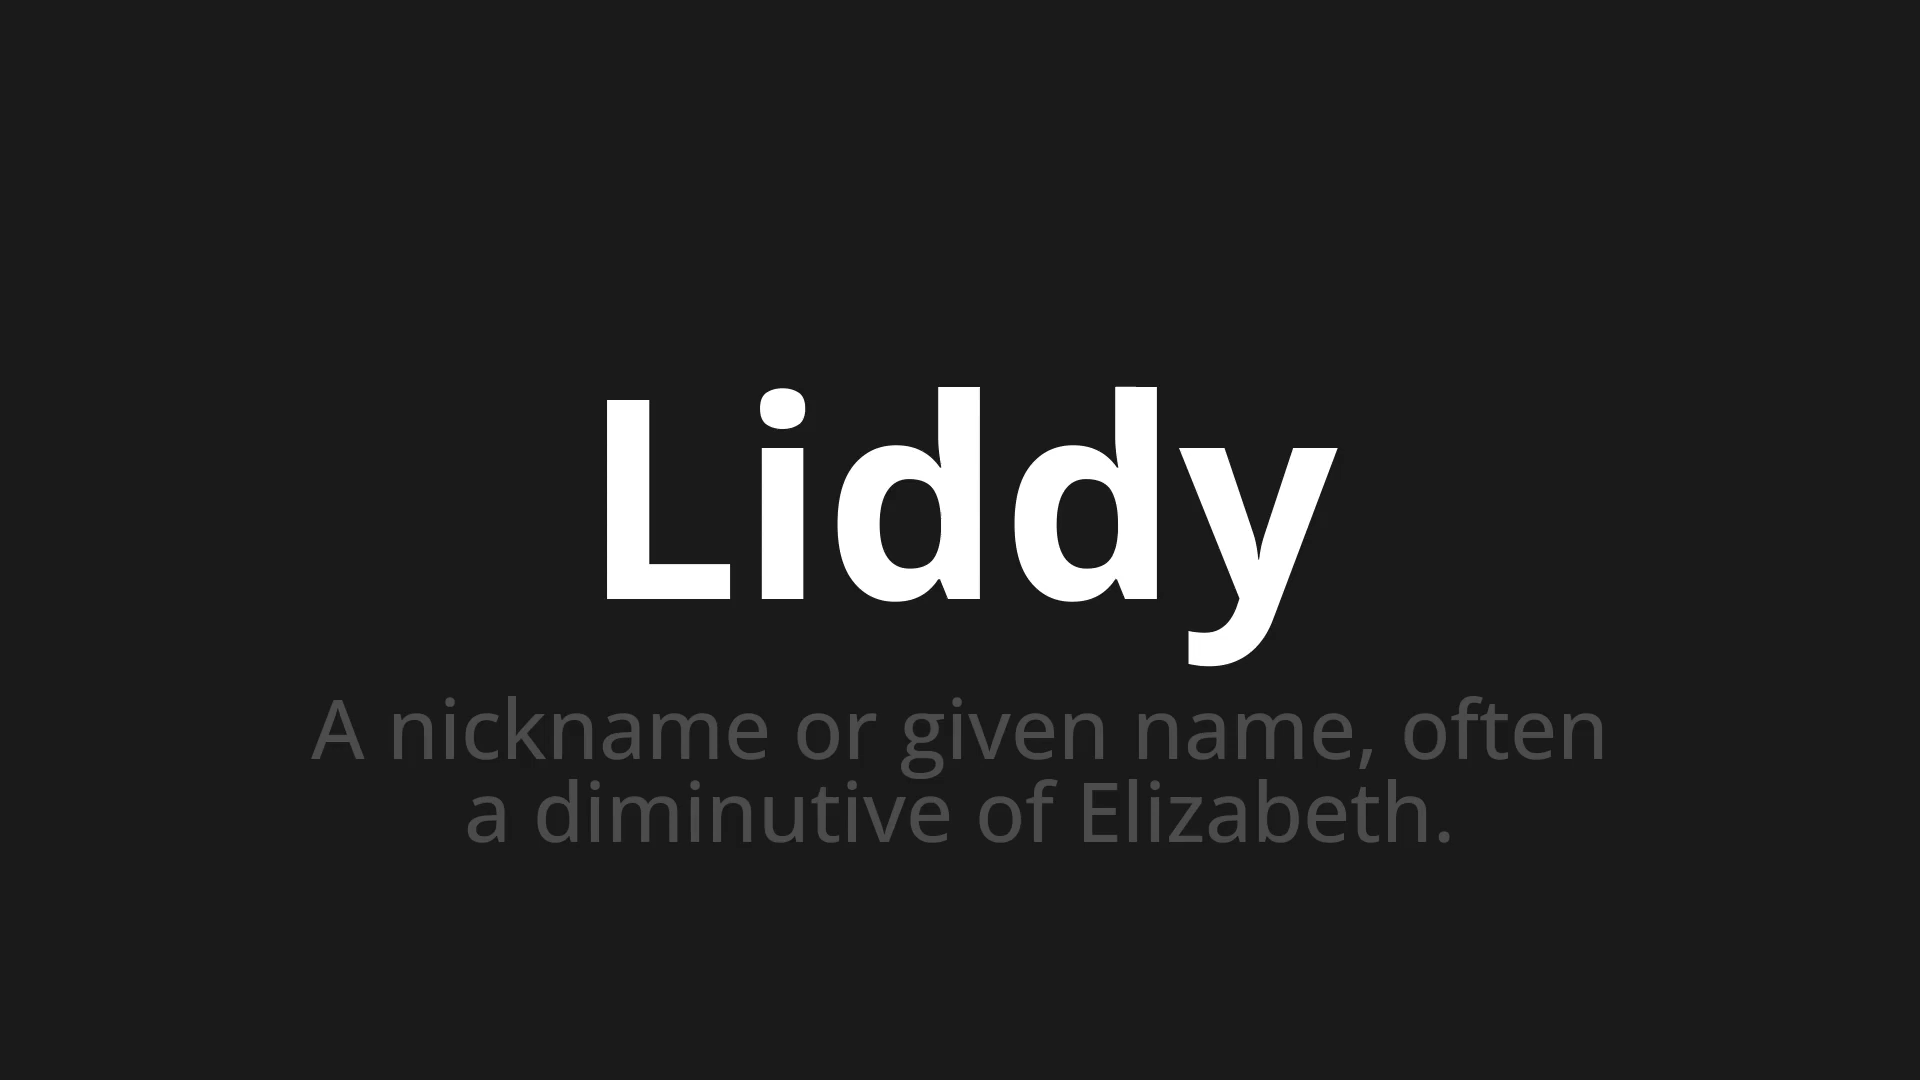 Liddy
A nickname or given name, often
a diminutive of Elizabeth.